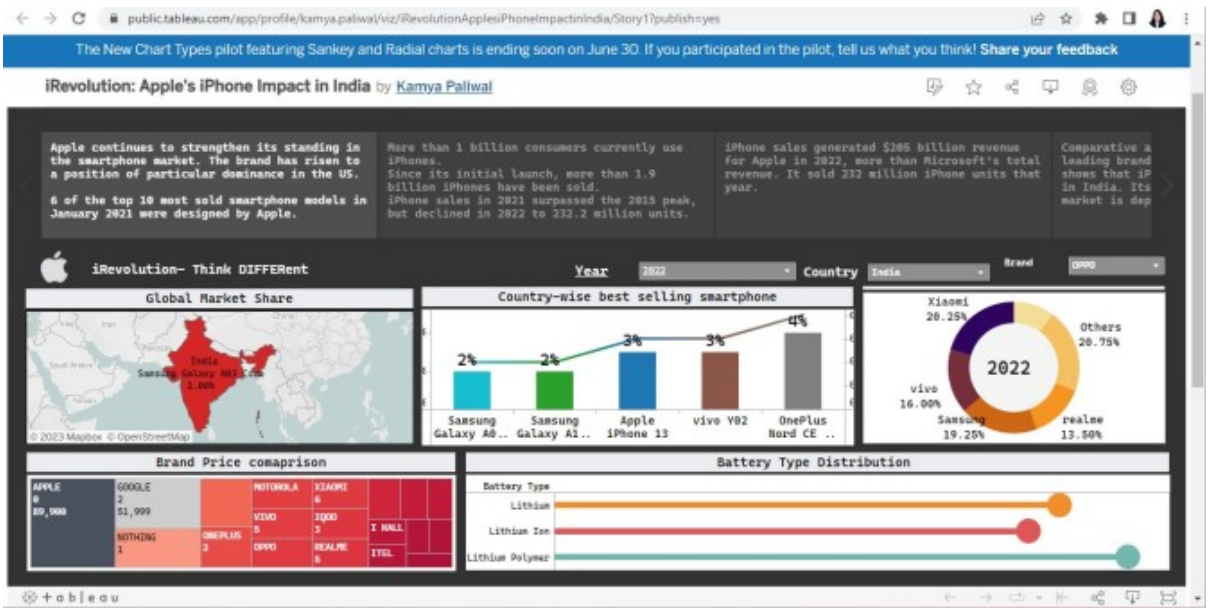 public.tableau.com/app/profile/kamya.paliwal/viz/iRevolutionApplesiPhoneImpactinIndia/Story1?publish=yes
The New Chart Types pilot featuring Sankey and Radial charts is ending soon on June 30. If you participated in the pilot, tell us what you think! Share your feedback
iRevolution: Apple's iPhone Impact in India by Kamya Paliwal
Apple continues to strengthen its standing in
the smartphone market. The brand has risen to
a position of particular dominance in the US.
6 of the top 10 most sold smartphone models in
January 2021 were designed by Apple.
More than 1 billion consumers currently use
iPhones.
Since its initial launch, more than 1.9
billion iPhones have been sold.
iPhone sales in 2021 surpassed the 2015 peak,
but declined in 2022 to 232.2 million units.
iPhone sales generated $205 billion revenue
for Apple in 2022, more than Microsoft's total
revenue. It sold 232 million iPhone units that
year.
Comparative a
leading brand
shows that iP
in India. Its
market is dep
iRevolution- Think DIFFERent
Year 2022
Country India
Brand OPPO
Global Market Share
Iran
China
Pakistan
Saudi Arabia
Yemen
India
Samsung Galaxy A03 Core
2.00%
© 2023 Mapbox © OpenStreetMap
Country-wise best selling smartphone
2% 2% 3% 3% 4%
Samsung Samsung Apple vivo Y02 OnePlus
Galaxy A0.. Galaxy A1.. iPhone 13 Nord CE ..
Xiaomi
20.25%
Others
20.75%
2022
vivo
16.00%
Samsung
19.25%
realme
13.50%
Brand Price comaprison
APPLE
89,900
GOOGLE
2
51,999
NOTHING
1
ONEPLUS
MOTOROLA
VIVO
5
OPPO
XIAOMI
6
IQOO
3
REALME
I KALL
ITEL
Battery Type Distribution
Battery Type
Lithium
Lithium Ion
Lithium Polymer
+ a b | e a u